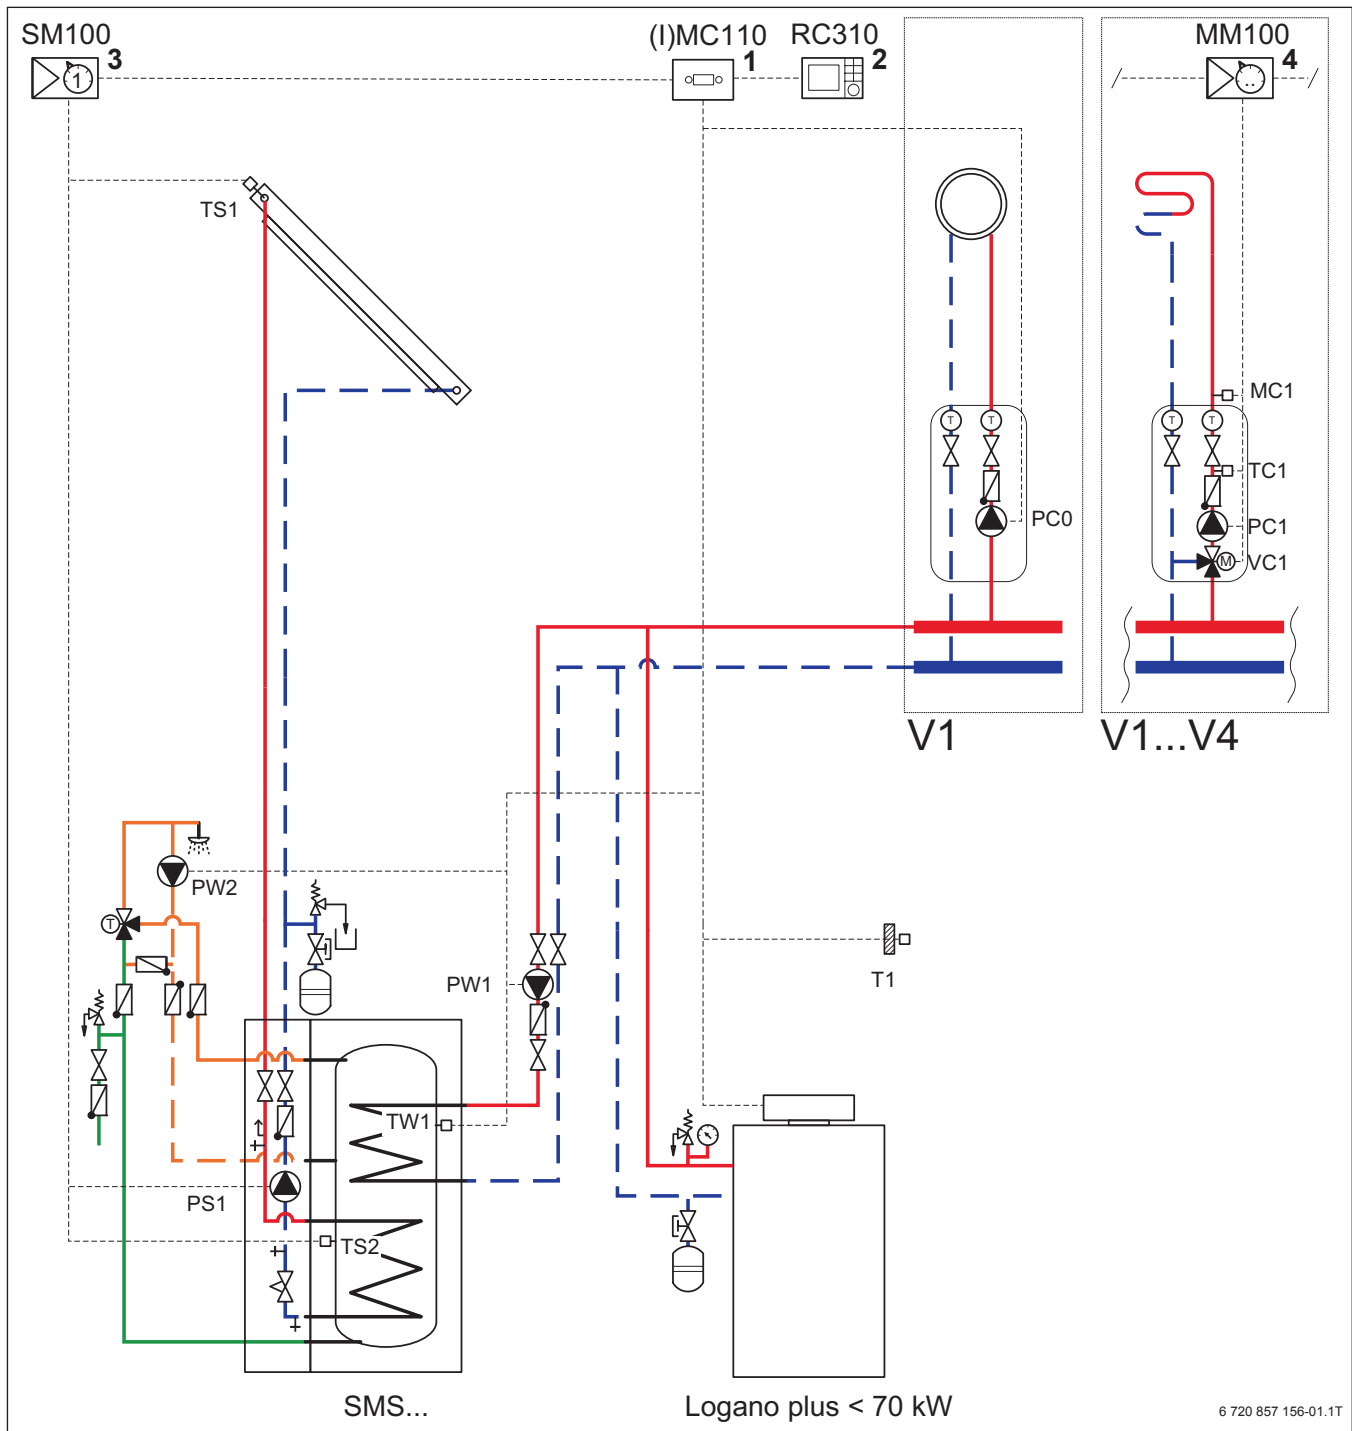 SM100
3
(I)MC110
1
RC310
2
MM100
4
1
..
TS1
MC1
T
T
T
T
TC1
PC0
PC1
M
VC1
V1
V1...V4
PW2
T
PW1
T1
TW1
PS1
TS2
SMS...
Logano plus < 70 kW
6 720 857 156-01.1T